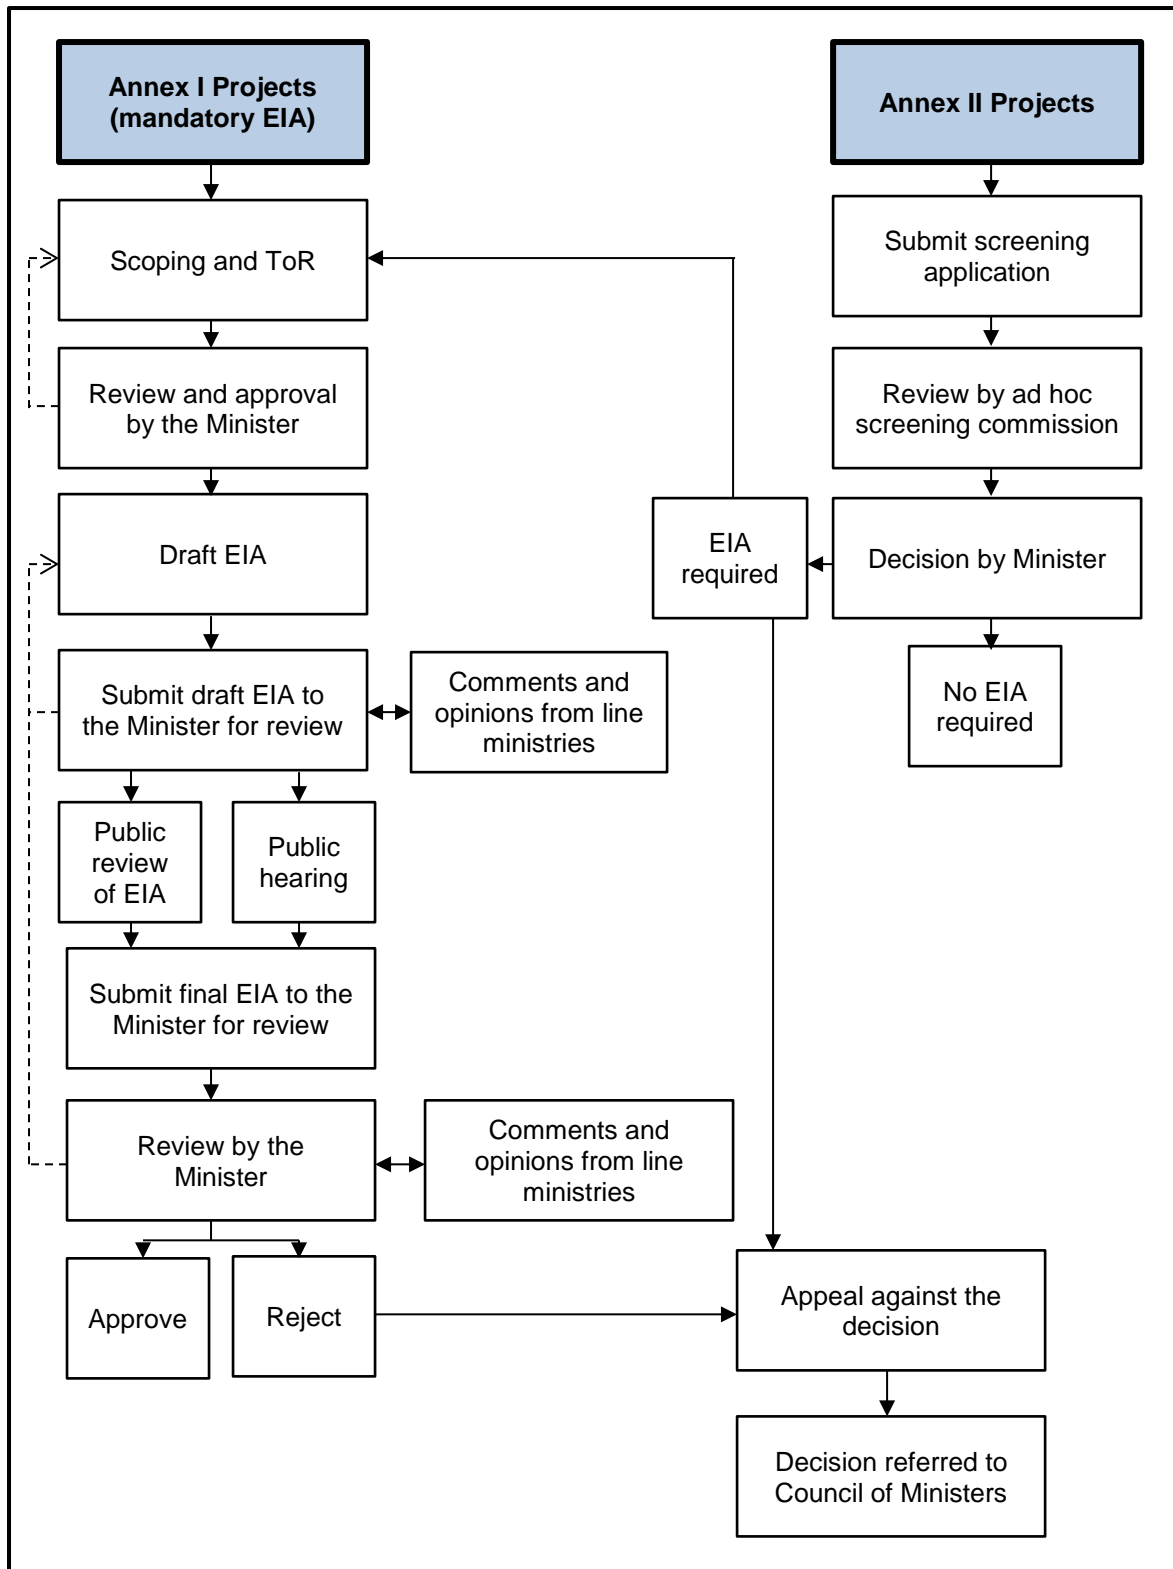 Annex I Projects
(mandatory EIA)
Annex II Projects
Scoping and ToR
Submit screening
application
Review and approval
by the Minister
Review by ad hoc
screening commission
Draft EIA
EIA
required
Decision by Minister
Submit draft EIA to
the Minister for review
Comments and
opinions from line
ministries
No EIA
required
Public
review
of EIA
Public
hearing
Submit final EIA to the
Minister for review
Review by the
Minister
Comments and
opinions from line
ministries
Approve
Reject
Appeal against the
decision
Decision referred to
Council of Ministers